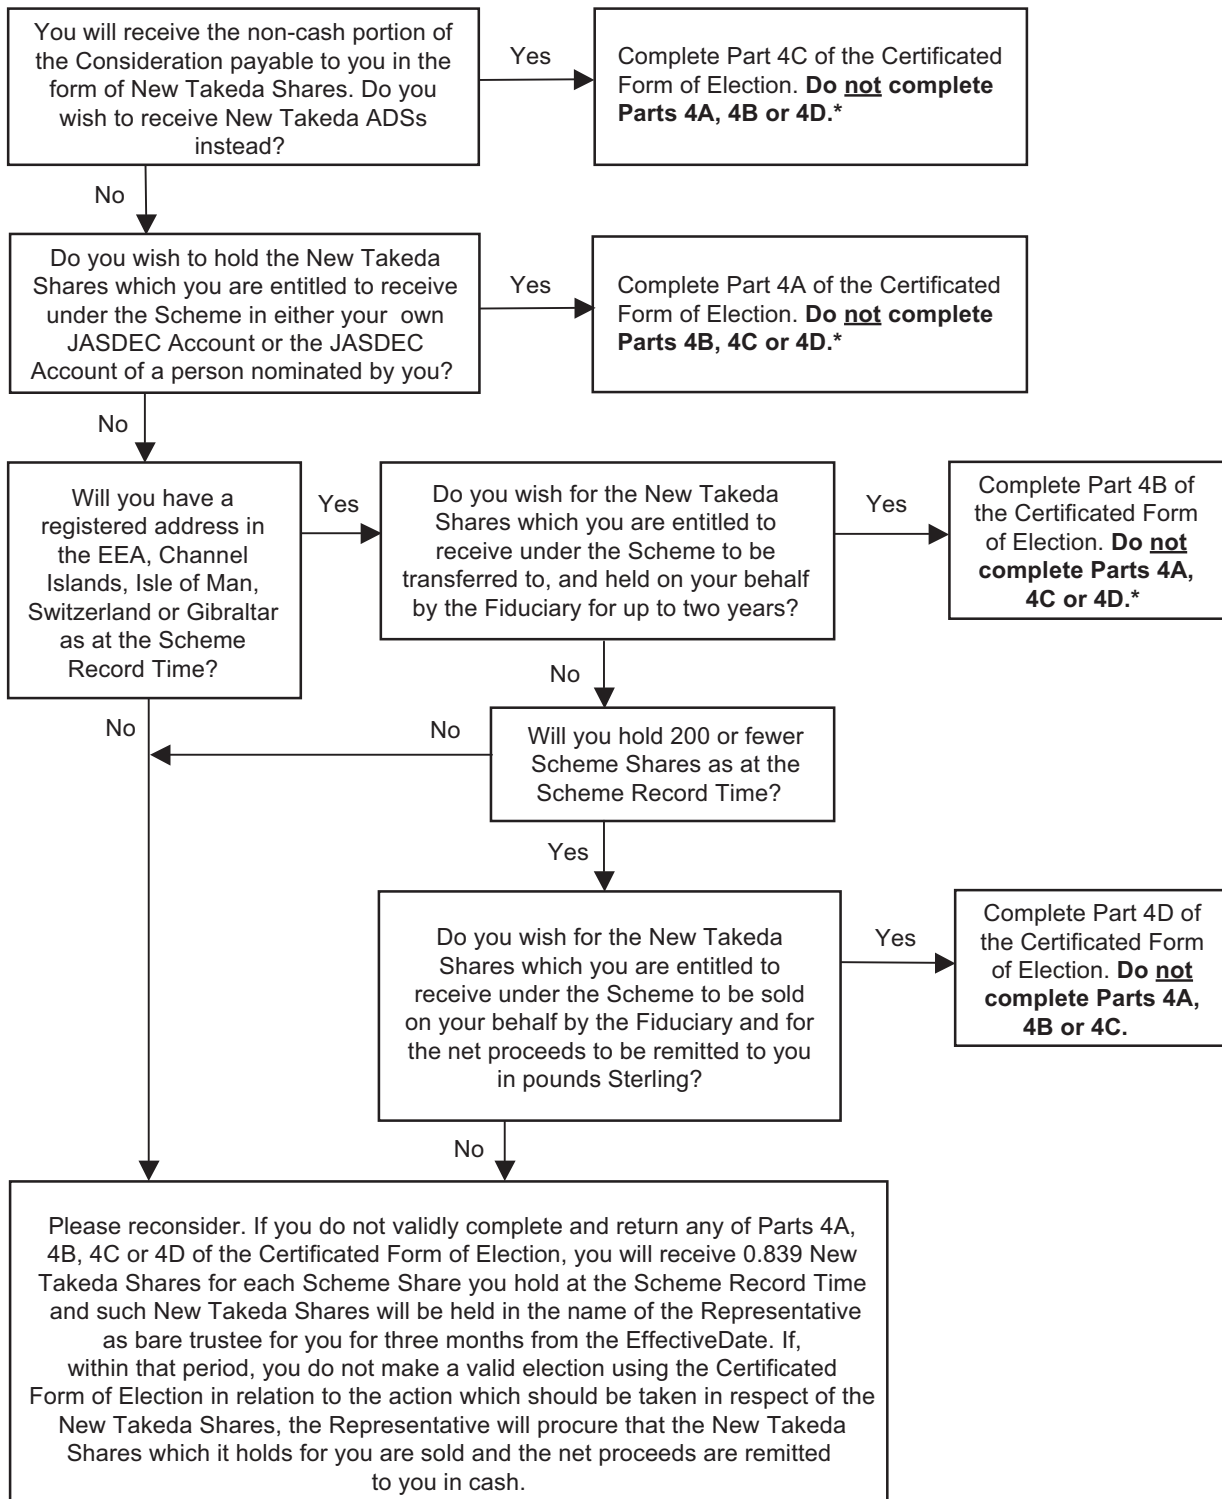 You will receive the non-cash portion of
the Consideration payable to you in the
form of New Takeda Shares. Do you
wish to receive New Takeda ADSs
instead?
Yes
Complete Part 4C of the Certificated
Form of Election. Do not complete
Parts 4A, 4B or 4D.*
No
Do you wish to hold the New Takeda
Shares which you are entitled to receive
under the Scheme in either your own
JASDEC Account or the JASDEC
Account of a person nominated by you?
Yes
Complete Part 4A of the Certificated
Form of Election. Do not complete
Parts 4B, 4C or 4D.*
No
Will you have a
registered address in
the EEA, Channel
Islands, Isle of Man,
Switzerland or Gibraltar
as at the Scheme
Record Time?
Yes
Do you wish for the New Takeda
Shares which you are entitled to
receive under the Scheme to be
transferred to, and held on your behalf
by the Fiduciary for up to two years?
Yes
Complete Part 4B of
the Certificated Form
of Election. Do not
complete Parts 4A,
4C or 4D.*
No
No
No
Will you hold 200 or fewer
Scheme Shares as at the
Scheme Record Time?
Yes
Do you wish for the New Takeda
Shares which you are entitled to
receive under the Scheme to be sold
on your behalf by the Fiduciary and for
the net proceeds to be remitted to you
in pounds Sterling?
Yes
Complete Part 4D of
the Certificated Form
of Election. Do not
complete Parts 4A,
4B or 4C.
No
Please reconsider. If you do not validly complete and return any of Parts 4A,
4B, 4C or 4D of the Certificated Form of Election, you will receive 0.839 New
Takeda Shares for each Scheme Share you hold at the Scheme Record Time
and such New Takeda Shares will be held in the name of the Representative
as bare trustee for you for three months from the EffectiveDate. If,
within that period, you do not make a valid election using the Certificated
Form of Election in relation to the action which should be taken in respect of the
New Takeda Shares, the Representative will procure that the New Takeda
Shares which it holds for you are sold and the net proceeds are remitted
to you in cash.